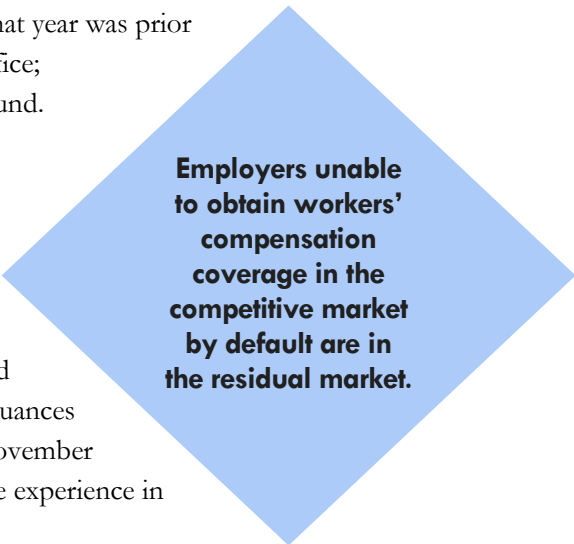 hat year was prior
fice;
und.
Employers unable
to obtain workers’
compensation
coverage in the
competitive market
by default are in
the residual market.
d
uances
ovember
e experience in